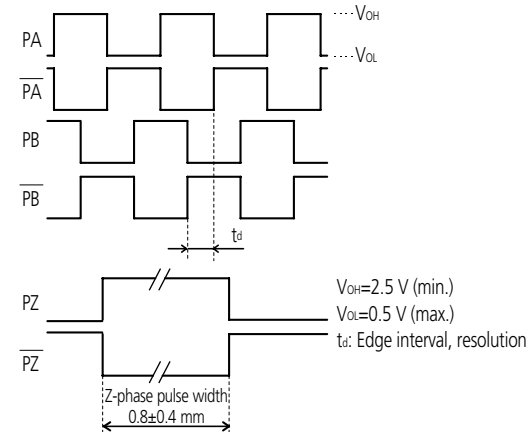 PA
VOH
VOL
PA
PB
PB
td
PZ
PZ
VOH=2.5 V (min.)
VOL=0.5 V (max.)
td: Edge interval, resolution
Z-phase pulse width
0.8±0.4 mm